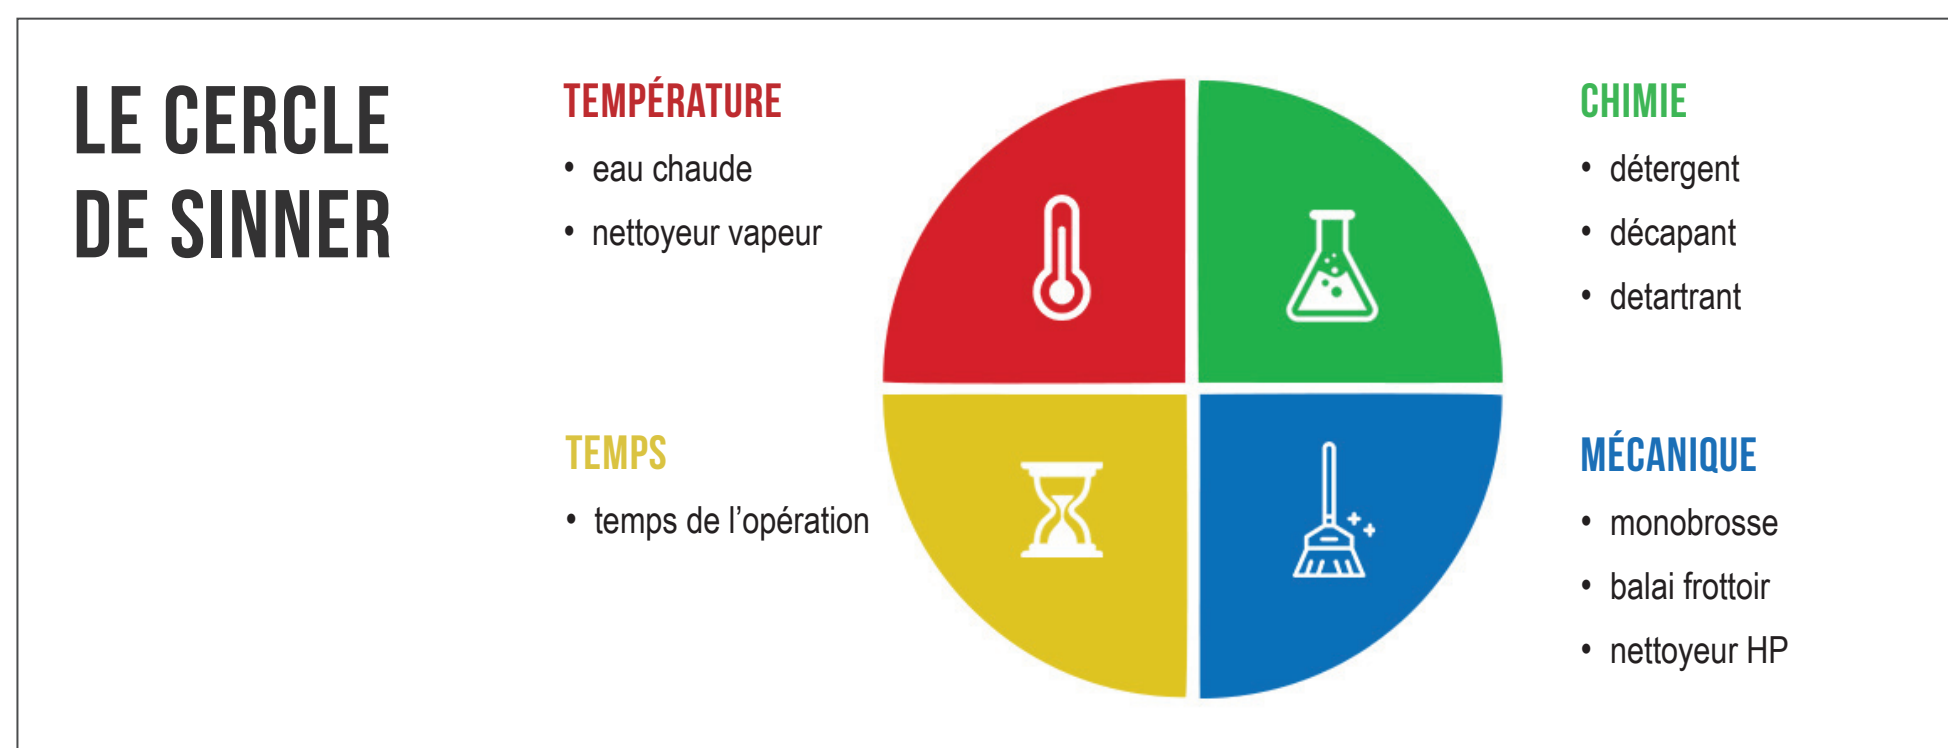 LE CERCLE
DE SINNER
TEMPÉRATURE
• eau chaude
• nettoyeur vapeur
TEMPS
• temps de l’opération
CHIMIE
• détergent
• décapant
• detartrant
MÉCANIQUE
• monobrosse
• balai frottoir
• nettoyeur HP